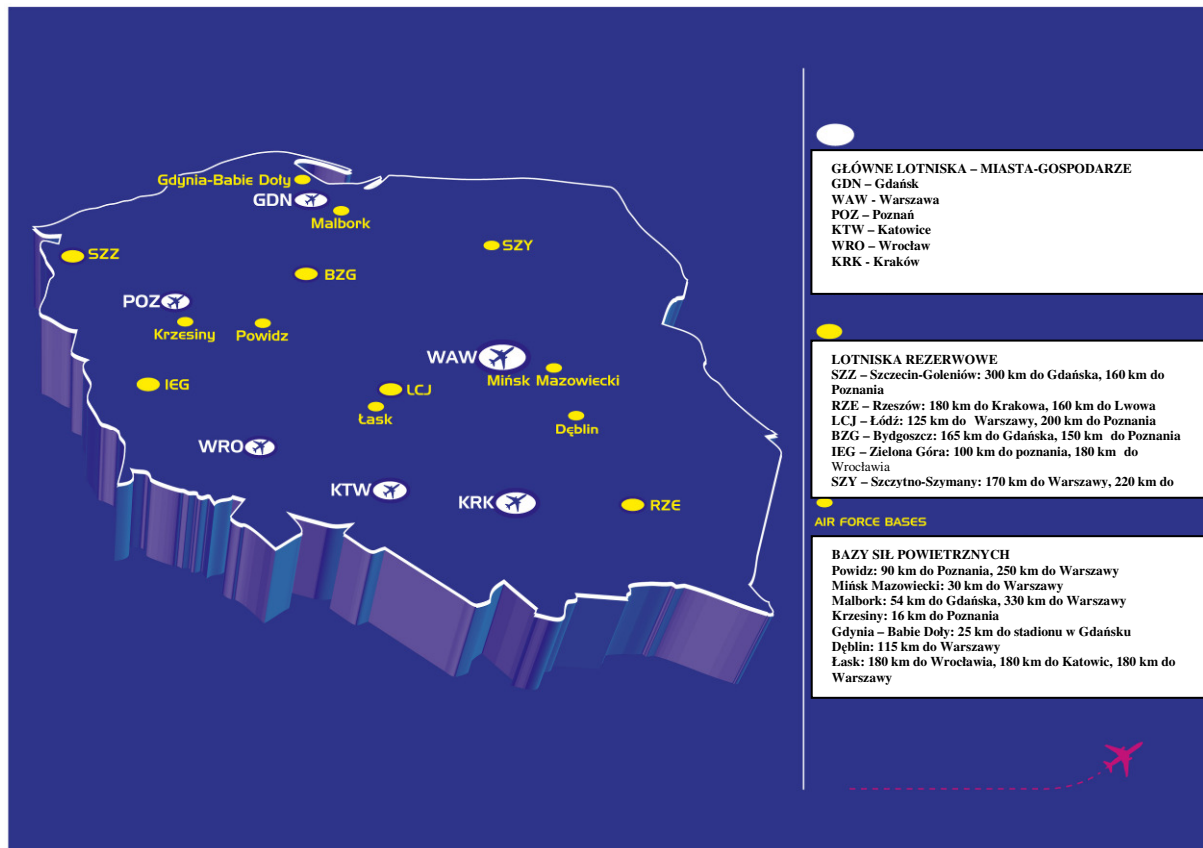 Gdynia-Babie Doły
GDN
Malbork
SZZ
SZY
BZG
POZ
Krzesiny
Powidz
WAW
Mińsk Mazowiecki
IEG
LCJ
Łask
Dęblin
WRO
KTW
KRK
RZE
GŁÓWNE LOTNISKA – MIASTA-GOSPODARZE
GDN – Gdańsk
WAW - Warszawa
POZ – Poznań
KTW – Katowice
WRO – Wrocław
KRK - Kraków
LOTNISKA REZERWOWE
SZZ – Szczecin-Goleniów: 300 km do Gdańska, 160 km do
Poznania
RZE – Rzeszów: 180 km do Krakowa, 160 km do Lwowa
LCJ – Łódź: 125 km do Warszawy, 200 km do Poznania
BZG – Bydgoszcz: 165 km do Gdańska, 150 km do Poznania
IEG – Zielona Góra: 100 km do poznania, 180 km do
Wrocławia
SZY – Szczytno-Szymany: 170 km do Warszawy, 220 km do
AIR FORCE BASES
BAZY SIŁ POWIETRZNYCH
Powidz: 90 km do Poznania, 250 km do Warszawy
Mińsk Mazowiecki: 30 km do Warszawy
Malbork: 54 km do Gdańska, 330 km do Warszawy
Krzesiny: 16 km do Poznania
Gdynia – Babie Doły: 25 km do stadionu w Gdańsku
Dęblin: 115 km do Warszawy
Łask: 180 km do Wrocławia, 180 km do Katowic, 180 km do
Warszawy